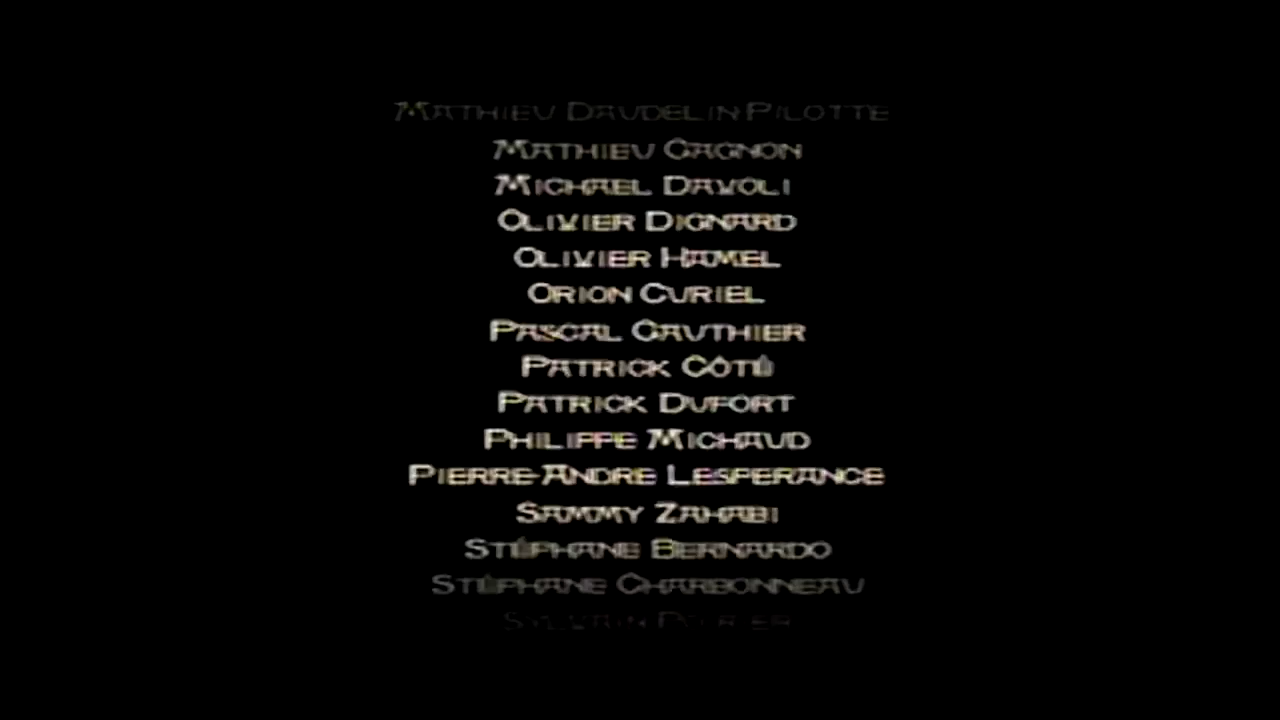 Mathieu Daudelin-Pilotte
Mathieu Gagnon
Michael Davoli
Olivier Dignard
Olivier Hamel
Orion Curiel
Pascal Gauthier
Patrick Côté
Patrick Dufort
Philippe Michaud
Pierre-Andre Lesperance
Sammy Zahabi
Stéphane Bernardo
Stéphane Charbonneau
Sylvain